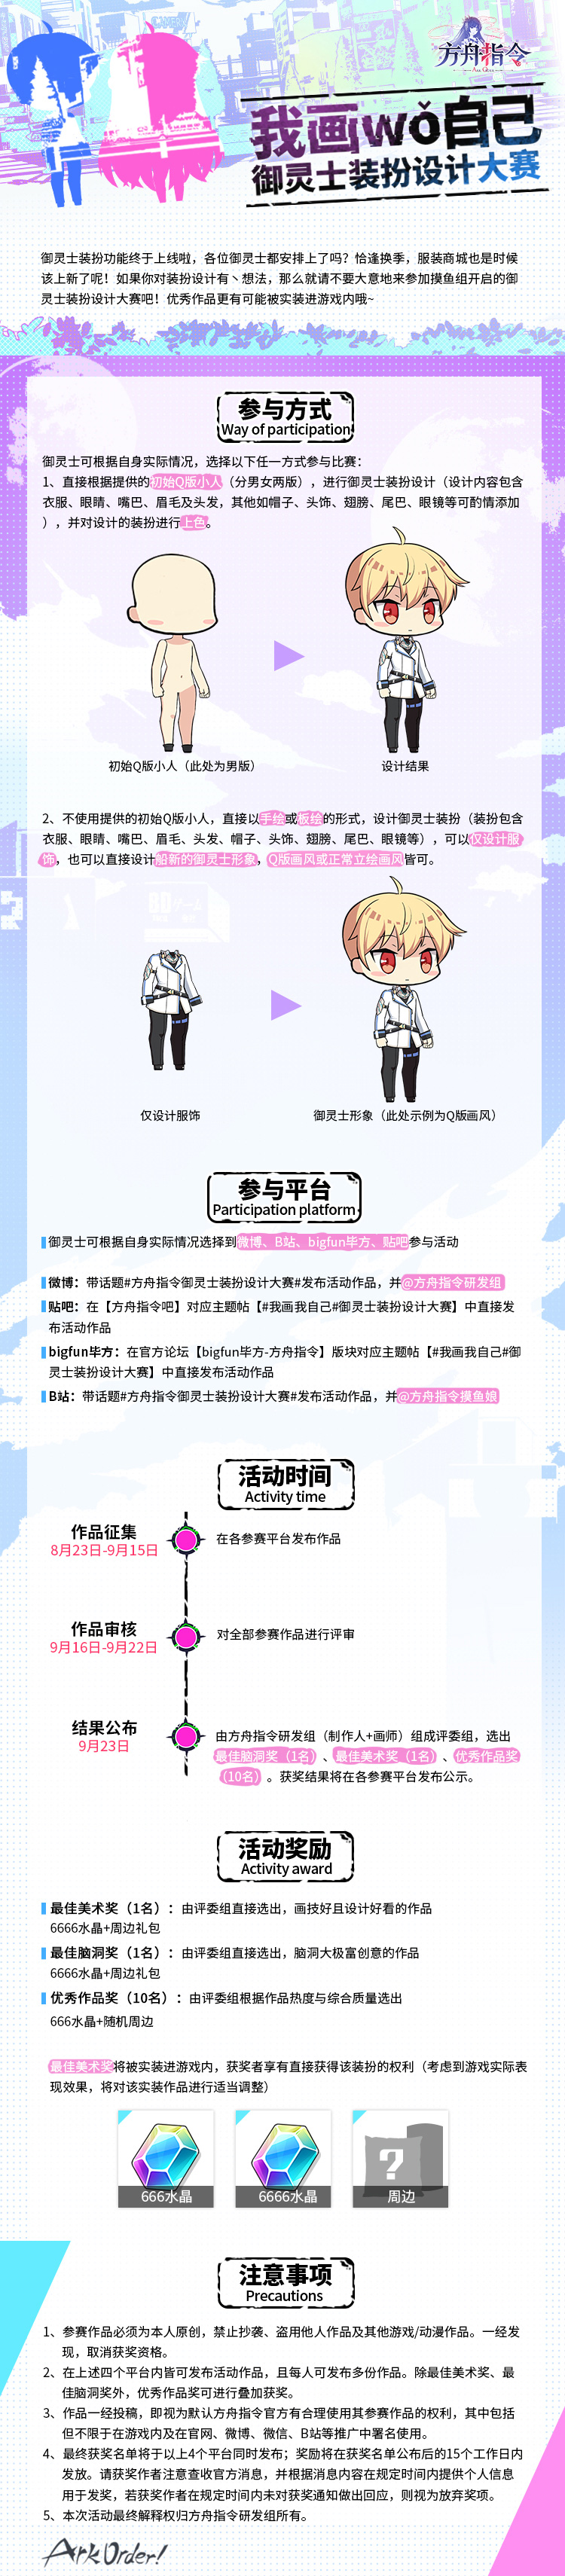 方舟指令
Ark Order
我画wǒ自己
御灵士装扮设计大赛
御灵士装扮功能终于上线啦，各位御灵士都安排上了吗？恰逢换季，服装商城也是时候
该上新了呢！如果你对装扮设计有丶想法，那么就请不要大意地来参加摸鱼组开启的御
灵士装扮设计大赛吧！优秀作品更有可能被实装进游戏内哦~
参与方式
Way of participation
御灵士可根据自身实际情况，选择以下任一方式参与比赛：
1、直接根据提供的初始Q版小人（分男女两版），进行御灵士装扮设计（设计内容包含
衣服、眼睛、嘴巴、眉毛及头发，其他如帽子、头饰、翅膀、尾巴、眼镜等可酌情添加
），并对设计的装扮进行上色。
初始Q版小人（此处为男版）
设计结果
2、不使用提供的初始Q版小人，直接以手绘或板绘的形式，设计御灵士装扮（装扮包含
衣服、眼睛、嘴巴、眉毛、头发、帽子、头饰、翅膀、尾巴、眼镜等），可以仅设计服
饰，也可以直接设计船新的御灵士形象，Q版画风或正常立绘画风皆可。
仅设计服饰
御灵士形象（此处示例为Q版画风）
参与平台
Participation platform
御灵士可根据自身实际情况选择到微博、B站、bigfun毕方、贴吧参与活动
微博：带话题#方舟指令御灵士装扮设计大赛#发布活动作品，并@方舟指令研发组
贴吧：在【方舟指令吧】对应主题帖【#我画我自己#御灵士装扮设计大赛】中直接发
布活动作品
bigfun毕方：在官方论坛【bigfun毕方-方舟指令】版块对应主题帖【#我画我自己#御
灵士装扮设计大赛】中直接发布活动作品
B站：带话题#方舟指令御灵士装扮设计大赛#发布活动作品，并@方舟指令摸鱼娘
活动时间
Activity time
作品征集
8月23日-9月15日
在各参赛平台发布作品
作品审核
9月16日-9月22日
对全部参赛作品进行评审
结果公布
9月23日
由方舟指令研发组（制作人+画师）组成评委组，选出
最佳脑洞奖（1名）、最佳美术奖（1名）、优秀作品奖
（10名）。获奖结果将在各参赛平台发布公示。
活动奖励
Activity award
最佳美术奖（1名）：由评委组直接选出，画技好且设计好看的作品
6666水晶+周边礼包
最佳脑洞奖（1名）：由评委组直接选出，脑洞大极富创意的作品
6666水晶+周边礼包
优秀作品奖（10名）：由评委组根据作品热度与综合质量选出
666水晶+随机周边
最佳美术奖将被实装进游戏内，获奖者享有直接获得该装扮的权利（考虑到游戏实际表
现效果，将对该实装作品进行适当调整）
666水晶
6666水晶
?
周边
注意事项
Precautions
1、参赛作品必须为本人原创，禁止抄袭、盗用他人作品及其他游戏/动漫作品。一经发
现，取消获奖资格。
2、在上述四个平台内皆可发布活动作品，且每人可发布多份作品。除最佳美术奖、最
佳脑洞奖外，优秀作品奖可进行叠加获奖。
3、作品一经投稿，即视为默认方舟指令官方有合理使用其参赛作品的权利，其中包括
但不限于在游戏内及在官网、微博、微信、B站等推广中署名使用。
4、最终获奖名单将于以上4个平台同时发布；奖励将在获奖名单公布后的15个工作日内
发放。请获奖作者注意查收官方消息，并根据消息内容在规定时间内提供个人信息
用于发奖，若获奖作者在规定时间内未对获奖通知做出回应，则视为放弃奖项。
5、本次活动最终解释权归方舟指令研发组所有。
Ark Order!